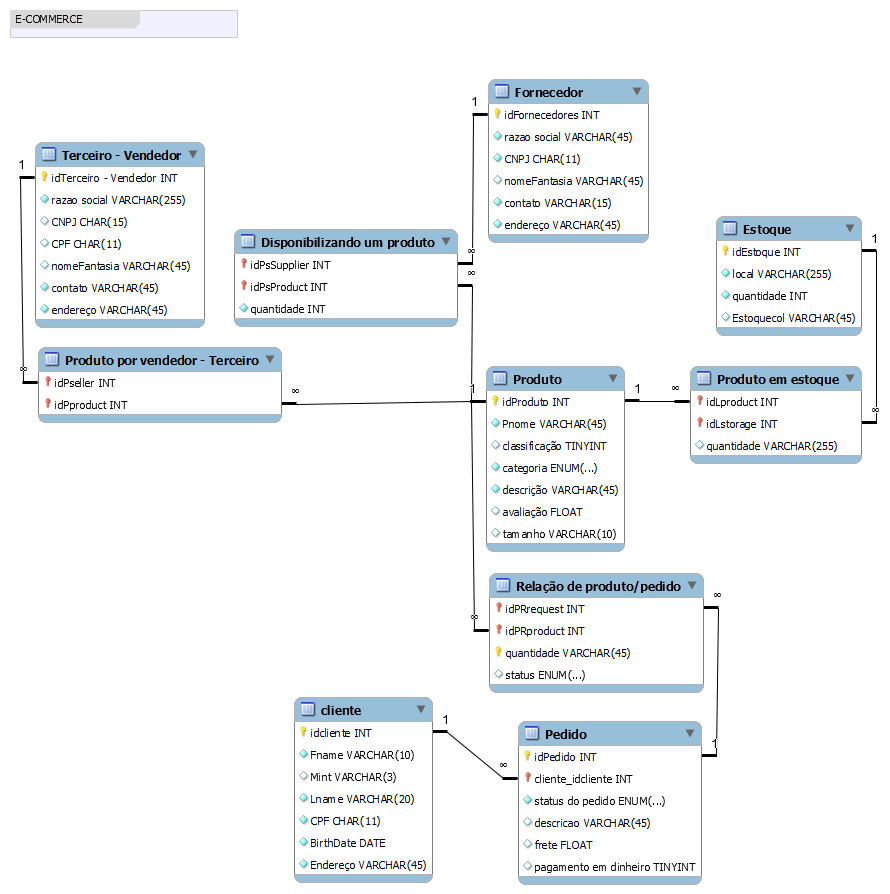 E-COMMERCE
Fornecedor
idFornecedores INT
razao social VARCHAR(45)
CNPJ CHAR(11)
nomeFantasia VARCHAR(45)
contato VARCHAR(15)
endereço VARCHAR(45)
1
∞
Terceiro - Vendedor
idTerceiro - Vendedor INT
razao social VARCHAR(255)
CNPJ CHAR(15)
CPF CHAR(11)
nomeFantasia VARCHAR(45)
contato VARCHAR(45)
endereço VARCHAR(45)
1
∞
Disponibilizando um produto
idPsSupplier INT
idPsProduct INT
quantidade INT
∞
1
Estoque
idEstoque INT
local VARCHAR(255)
quantidade INT
Estoquecol VARCHAR(45)
1
∞
Produto por vendedor - Terceiro
idPseller INT
idPproduct INT
∞
Produto
idProduto INT
Pnome VARCHAR(45)
classificação TINYINT
categoria ENUM(...)
descrição VARCHAR(45)
avaliação FLOAT
tamanho VARCHAR(10)
1
∞
Produto em estoque
idLproduct INT
idLstorage INT
quantidade VARCHAR(255)
Relação de produto/pedido
idPRrequest INT
idPRproduct INT
quantidade VARCHAR(45)
status ENUM(...)
∞
∞
1
cliente
idcliente INT
Fname VARCHAR(10)
Mint VARCHAR(3)
Lname VARCHAR(20)
CPF CHAR(11)
BirthDate DATE
Endereço VARCHAR(45)
1
∞
Pedido
idPedido INT
cliente_idcliente INT
status do pedido ENUM(...)
descricao VARCHAR(45)
frete FLOAT
pagamento em dinheiro TINYINT